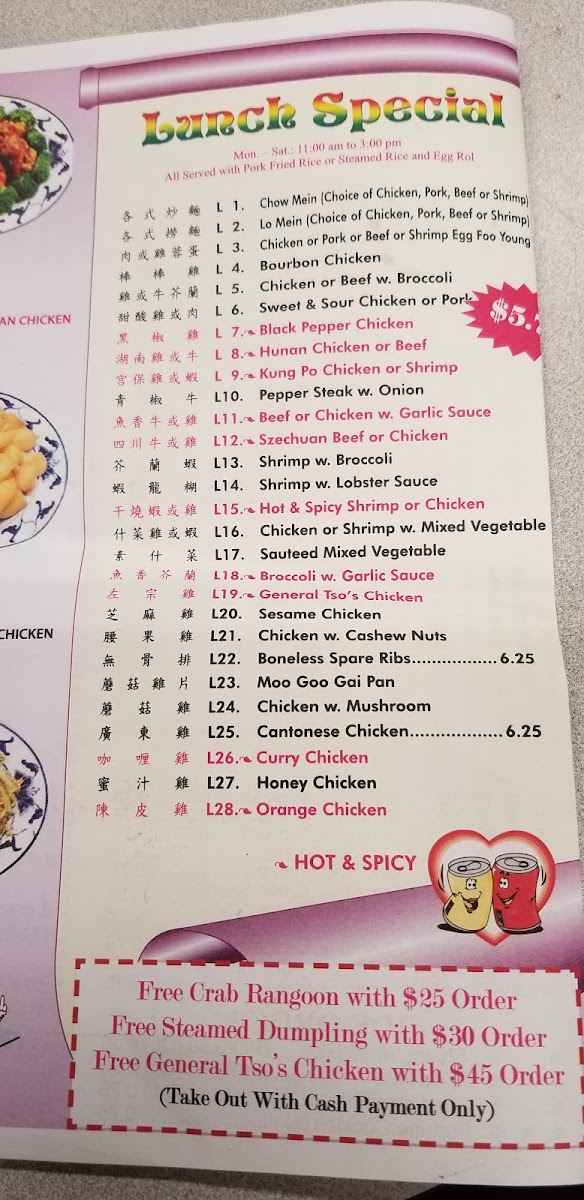 Lunch Special
Mon. – Sat.: 11:00 am to 3:00 pm
All Served with Pork Fried Rice or Steamed Rice and Egg Rol
各式炒麵 L 1. Chow Mein (Choice of Chicken, Pork, Beef or Shrimp)
各式撈麵 L 2. Lo Mein (Choice of Chicken, Pork, Beef or Shrimp)
肉或雞蓉蛋 L 3. Chicken or Pork or Beef or Shrimp Egg Foo Young
棒棒雞 L 4. Bourbon Chicken
雞或牛芥蘭 L 5. Chicken or Beef w. Broccoli
甜酸雞或肉 L 6. Sweet & Sour Chicken or Pork
$5.
AN CHICKEN
黑椒雞 L 7. Black Pepper Chicken
湖南雞或牛 L 8. Hunan Chicken or Beef
宮保雞或蝦 L 9. Kung Po Chicken or Shrimp
青椒牛 L10. Pepper Steak w. Onion
魚香牛或雞 L11. Beef or Chicken w. Garlic Sauce
四川牛或雞 L12. Szechuan Beef or Chicken
芥蘭蝦 L13. Shrimp w. Broccoli
蝦龍糊 L14. Shrimp w. Lobster Sauce
干燒蝦或雞 L15. Hot & Spicy Shrimp or Chicken
什菜雞或蝦 L16. Chicken or Shrimp w. Mixed Vegetable
素什菜 L17. Sauteed Mixed Vegetable
魚香芥蘭 L18. Broccoli w. Garlic Sauce
左宗雞 L19. General Tso's Chicken
芝麻雞 L20. Sesame Chicken
CHICKEN
腰果雞 L21. Chicken w. Cashew Nuts
無骨排 L22. Boneless Spare Ribs.................6.25
蘑菇雞片 L23. Moo Goo Gai Pan
蘑菇雞 L24. Chicken w. Mushroom
廣東雞 L25. Cantonese Chicken..................6.25
咖喱雞 L26. Curry Chicken
蜜汁雞 L27. Honey Chicken
陳皮雞 L28. Orange Chicken
HOT & SPICY
Free Crab Rangoon with $25 Order
Free Steamed Dumpling with $30 Order
Free General Tso's Chicken with $45 Order
(Take Out With Cash Payment Only)